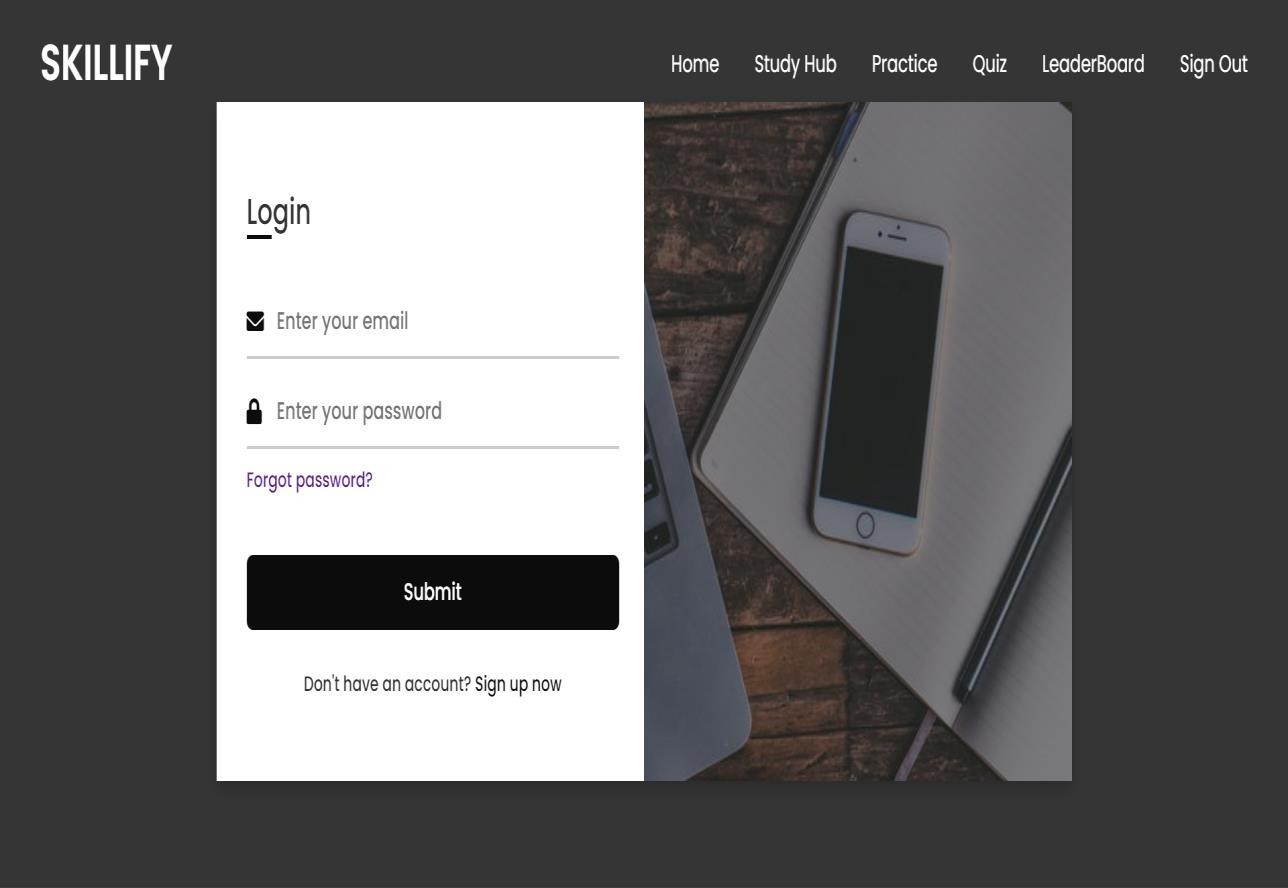 SKILLIFY
Home Study Hub Practice Quiz LeaderBoard Sign Out
Login
Enter your email
Enter your password
Forgot password?
Submit
Don't have an account? Sign up now